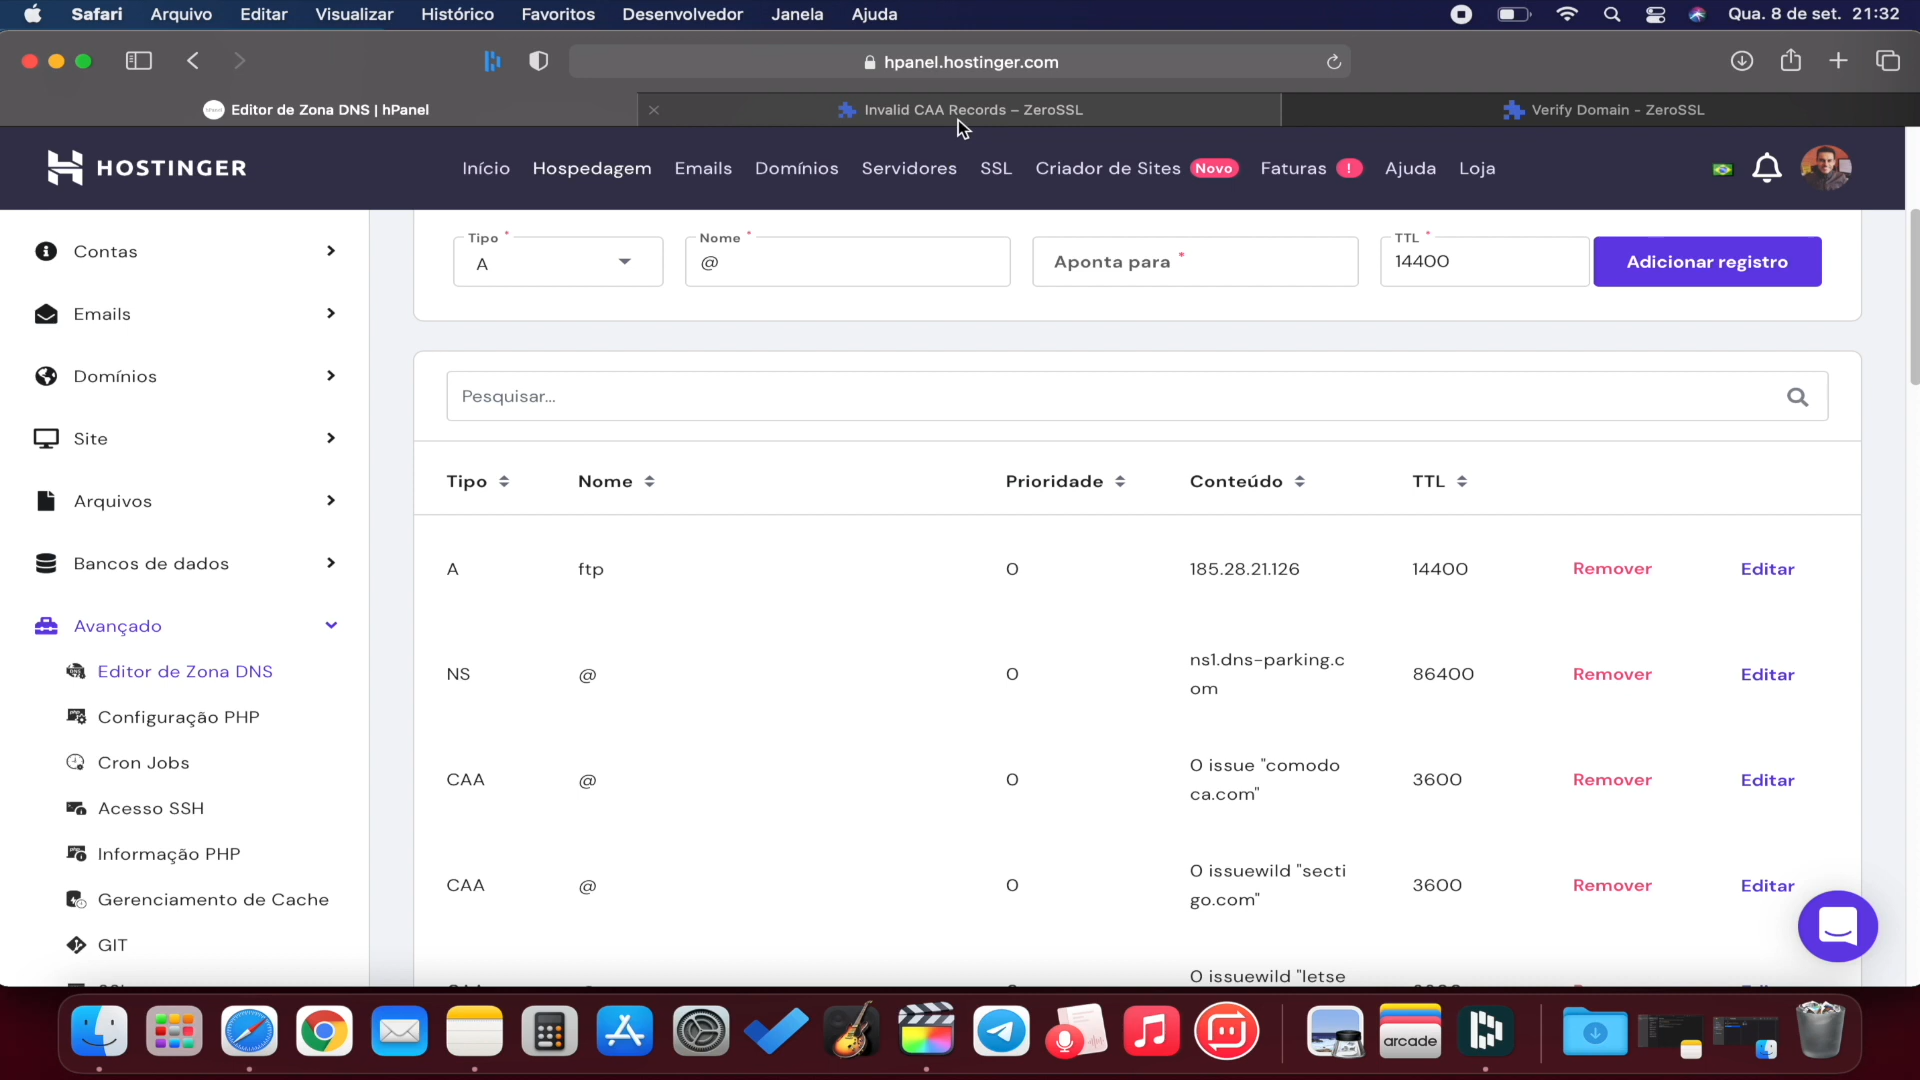 Safari Arquivo Editar Visualizar Histórico Favoritos Desenvolvedor Janela Ajuda Qua. 8 de set. 21:32
hpanel.hostinger.com
Editor de Zona DNS | hPanel Invalid CAA Records – ZeroSSL Verify Domain - ZeroSSL
HOSTINGER Início Hospedagem Emails Domínios Servidores SSL Criador de Sites Novo Faturas ! Ajuda Loja
Contas
Emails
Domínios
Site
Arquivos
Bancos de dados
Avançado
Editor de Zona DNS
Configuração PHP
Cron Jobs
Acesso SSH
Informação PHP
Gerenciamento de Cache
GIT
Tipo * Nome * TTL *
A @ Aponta para * 14400 Adicionar registro
Pesquisar...
Tipo Nome Prioridade Conteúdo TTL
A ftp 0 185.28.21.126 14400 Remover Editar
NS @ 0 ns1.dns-parking.c 86400 Remover Editar
om
CAA @ 0 0 issue "comodo 3600 Remover Editar
ca.com"
CAA @ 0 0 issuewild "secti 3600 Remover Editar
go.com"
0 issuewild "letse
arcade